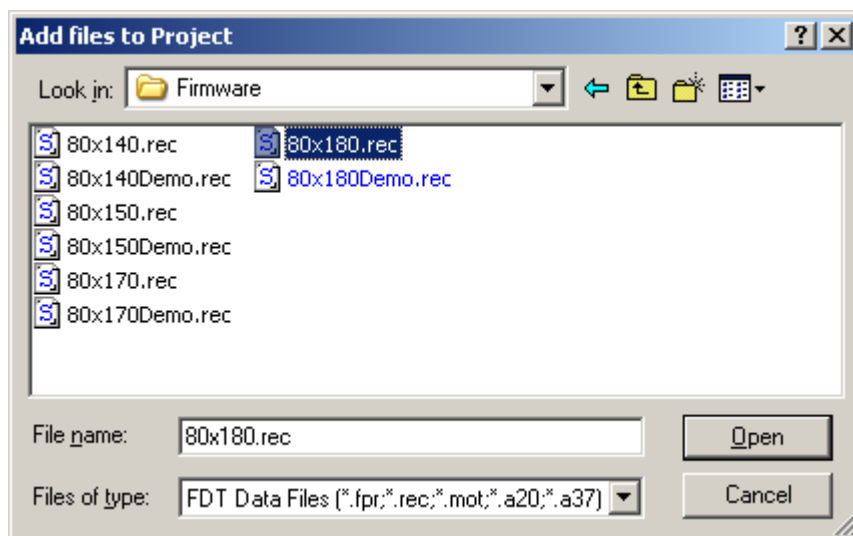 Add files to Project
Look in: Firmware
80x140.rec
80x140Demo.rec
80x150.rec
80x150Demo.rec
80x170.rec
80x170Demo.rec
80x180.rec
80x180Demo.rec
File name: 80x180.rec Open
Files of type: FDT Data Files (*.fpr;*.rec;*.mot;*.a20;*.a37) Cancel